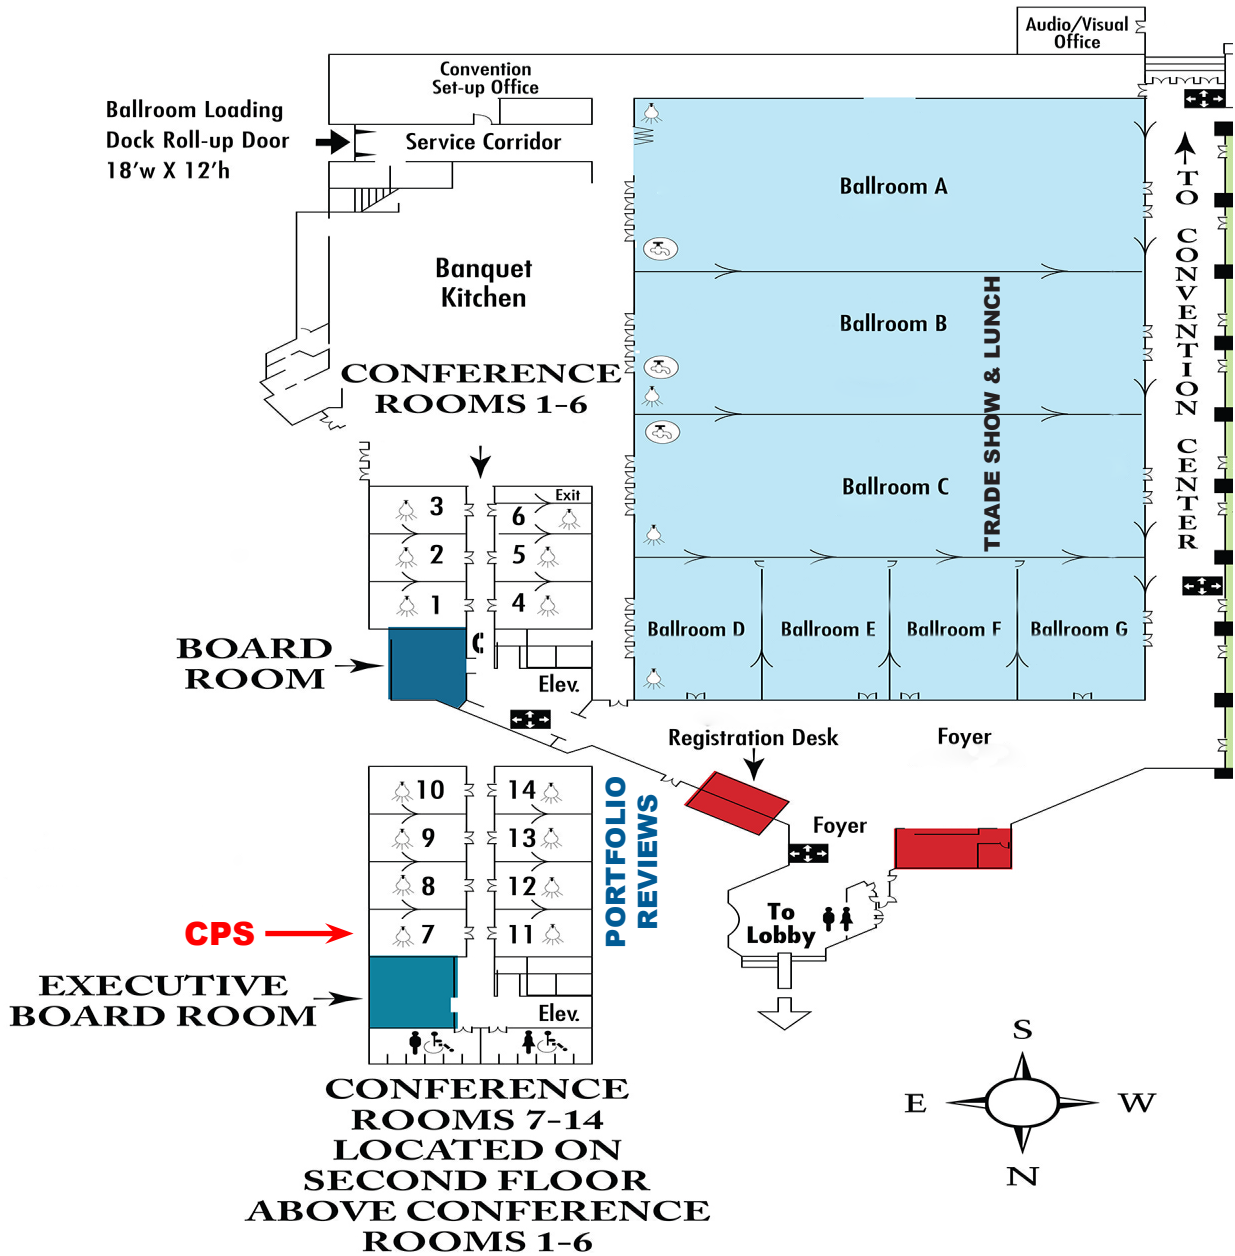 Audio/Visual
Office
Convention
Set-up Office
Ballroom Loading
Dock Roll-up Door
18'w X 12'h
Service Corridor
Ballroom A
TO CONVENTION CENTER
Banquet
Kitchen
Ballroom B
TRADE SHOW & LUNCH
CONFERENCE
ROOMS 1-6
Ballroom C
3
6
Exit
2
5
1
4
Ballroom D
Ballroom E
Ballroom F
Ballroom G
BOARD
ROOM
Elev.
Registration Desk
Foyer
10
14
PORTFOLIO
REVIEWS
9
13
Foyer
8
12
CPS
7
11
To
Lobby
EXECUTIVE
BOARD ROOM
Elev.
CONFERENCE
ROOMS 7-14
LOCATED ON
SECOND FLOOR
ABOVE CONFERENCE
ROOMS 1-6
S
E
W
N